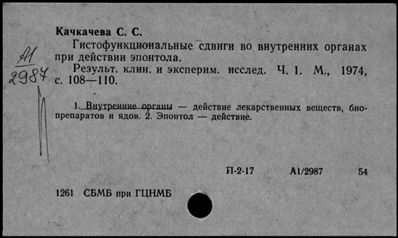 Качкачева С. С.
Гистофункциональные сдвиги во внутренних органах
при действии эпонтола.
Результ. клин. и эксперим. исслед. Ч. 1. М., 1974,
с. 108—110.
А1
2987
1. Внутренние органы — действие лекарственных веществ, био-
препаратов и ядов. 2. Эпонтол — действие.
П-2-17 А1/2987 54
1261 СБМБ при ГЦНМБ